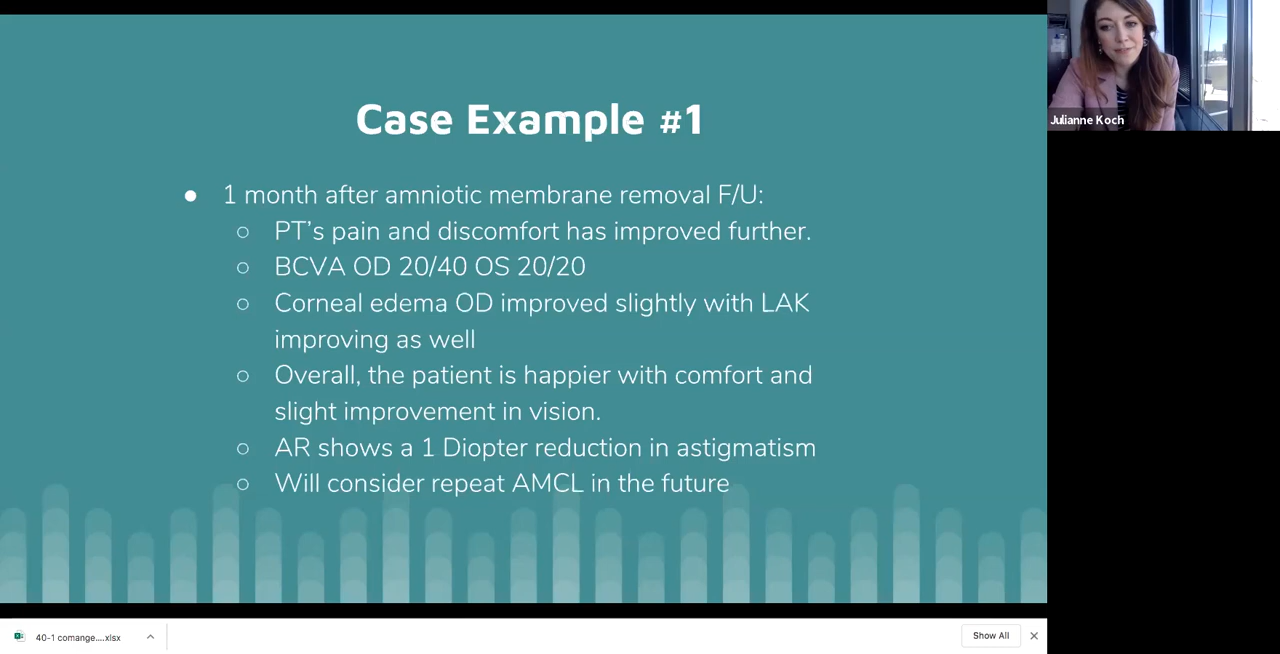 Case Example #1
● 1 month after amniotic membrane removal F/U:
○ PT's pain and discomfort has improved further.
○ BCVA OD 20/40 OS 20/20
○ Corneal edema OD improved slightly with LAK
improving as well
○ Overall, the patient is happier with comfort and
slight improvement in vision.
○ AR shows a 1 Diopter reduction in astigmatism
○ Will consider repeat AMCL in the future
Julianne Koch
40-1 comange....xlsx
Show All